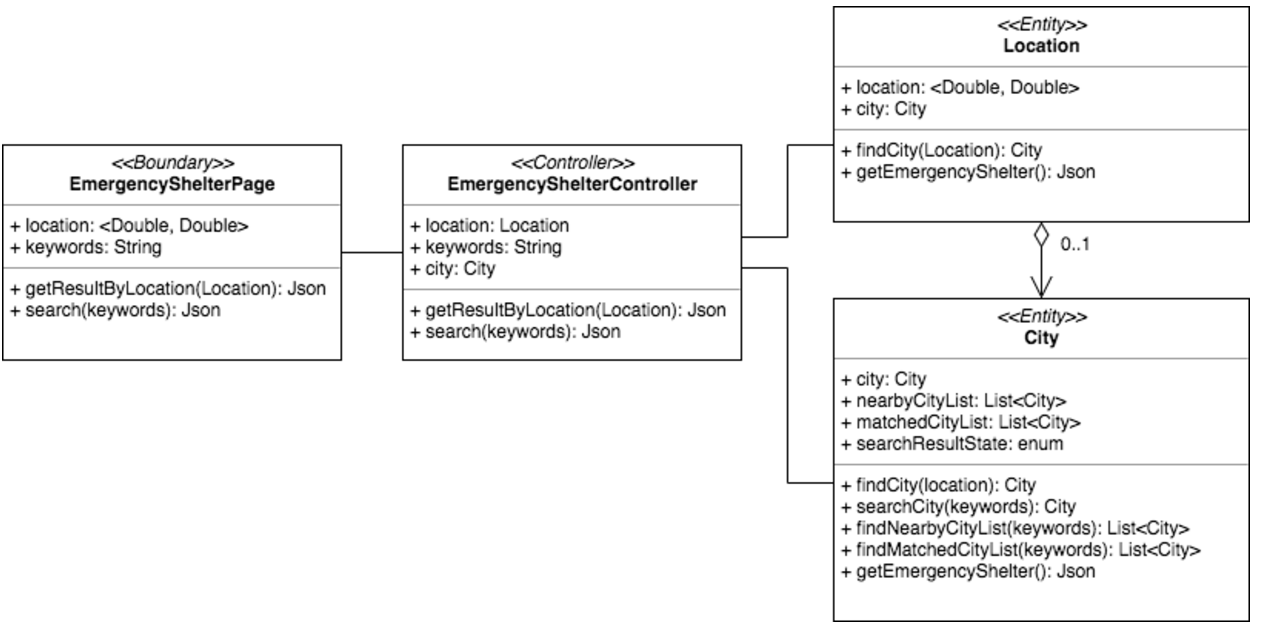 <<Boundary>>
EmergencyShelterPage
+ location: <Double, Double>
+ keywords: String
+ getResultByLocation(Location): Json
+ search(keywords): Json
<<Controller>>
EmergencyShelterController
+ location: Location
+ keywords: String
+ city: City
+ getResultByLocation(Location): Json
+ search(keywords): Json
<<Entity>>
Location
+ location: <Double, Double>
+ city: City
+ findCity(Location): City
+ getEmergencyShelter(): Json
0..1
<<Entity>>
City
+ city: City
+ nearbyCityList: List<City>
+ matchedCityList: List<City>
+ searchResultState: enum
+ findCity(location): City
+ searchCity(keywords): City
+ findNearbyCityList(keywords): List<City>
+ findMatchedCityList(keywords): List<City>
+ getEmergencyShelter(): Json